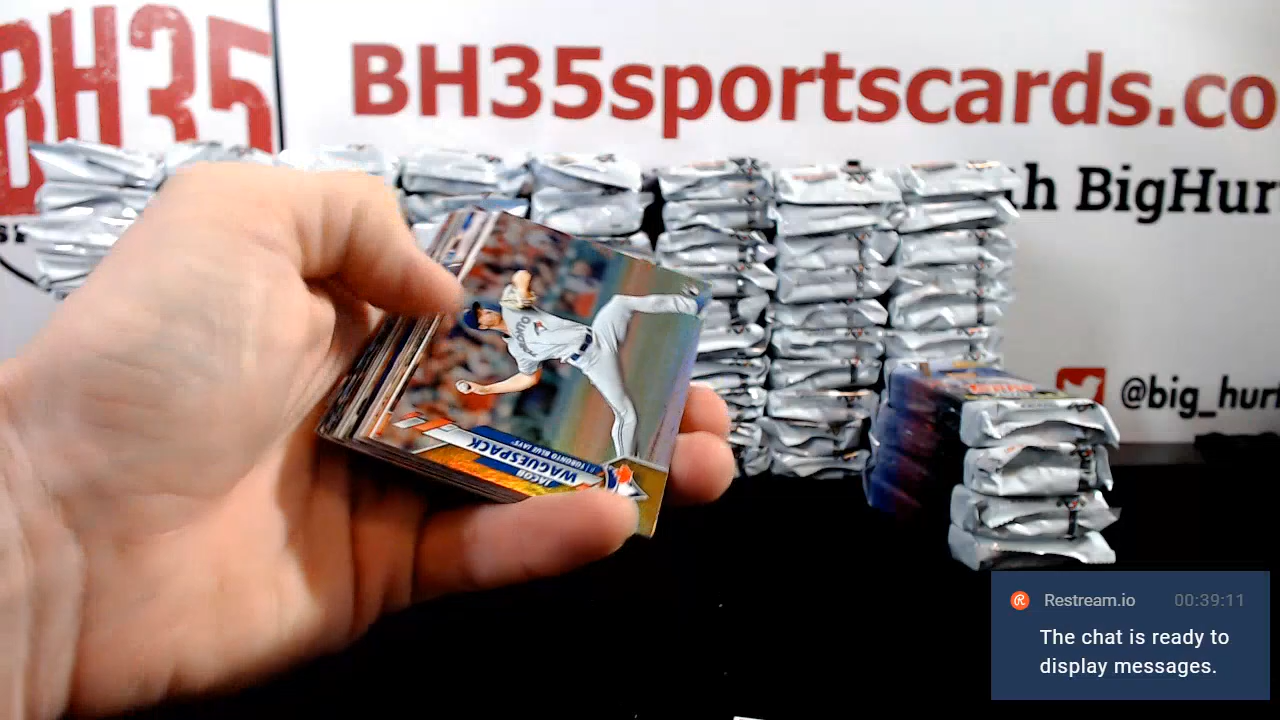 BH35
BH35sportscards.co
h BigHur
@big_hurt
JACOB
WAGUESPACK
P | TORONTO BLUE JAYS
Restream.io 00:39:11
The chat is ready to
display messages.